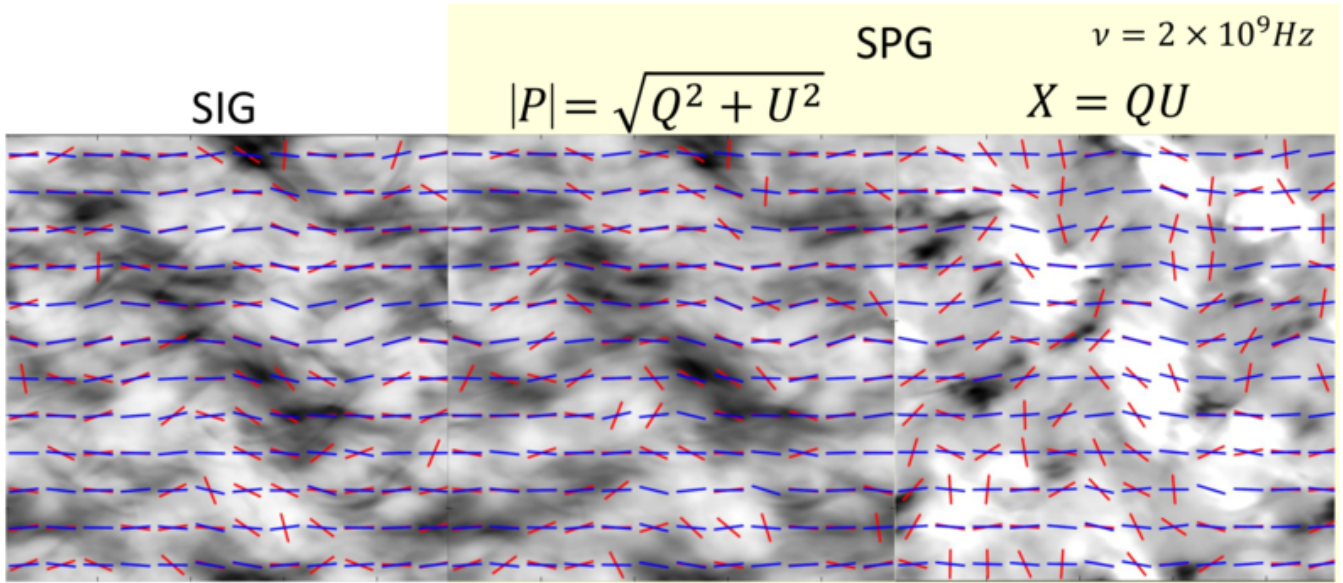 SPG
ν = 2 × 10⁹Hz
SIG
|P| = √(Q² + U²)
X = QU